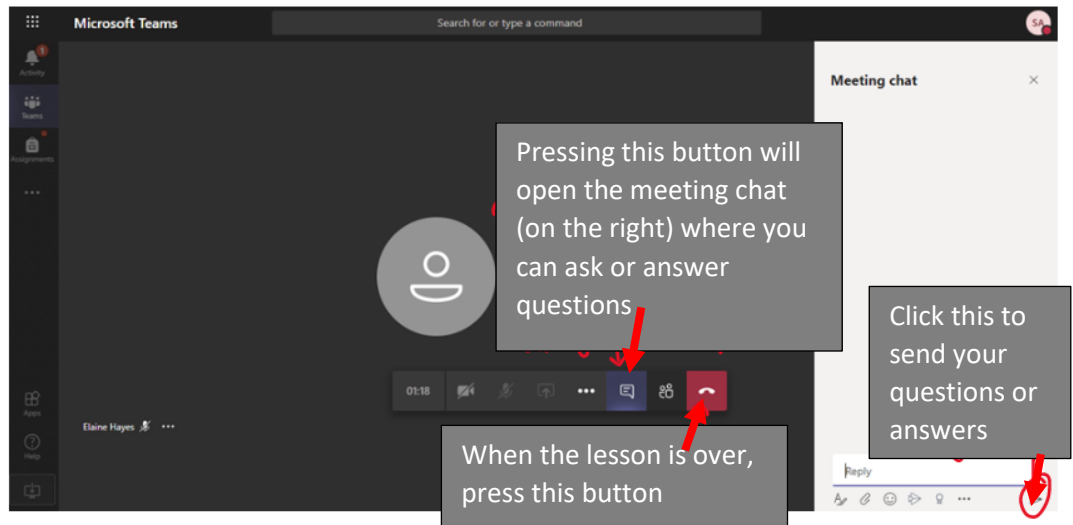 Microsoft Teams
Search for or type a command
SA
1
Activity
Teams
Assignments
Meeting chat
Pressing this button will
open the meeting chat
(on the right) where you
can ask or answer
questions
Click this to
send your
questions or
answers
01:18
Elaine Hayes
When the lesson is over,
press this button
Apps
Help
Reply